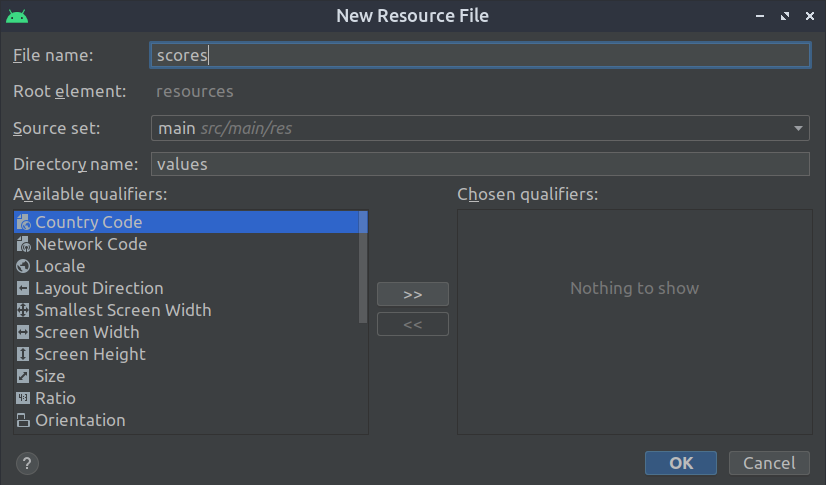 New Resource File
File name: scores
Root element: resources
Source set: main src/main/res
Directory name: values
Available qualifiers: Chosen qualifiers:
Country Code
Network Code
Locale
Layout Direction
>> Nothing to show
Smallest Screen Width
<<
Screen Width
Screen Height
Size
4:3 Ratio
Orientation
? OK Cancel